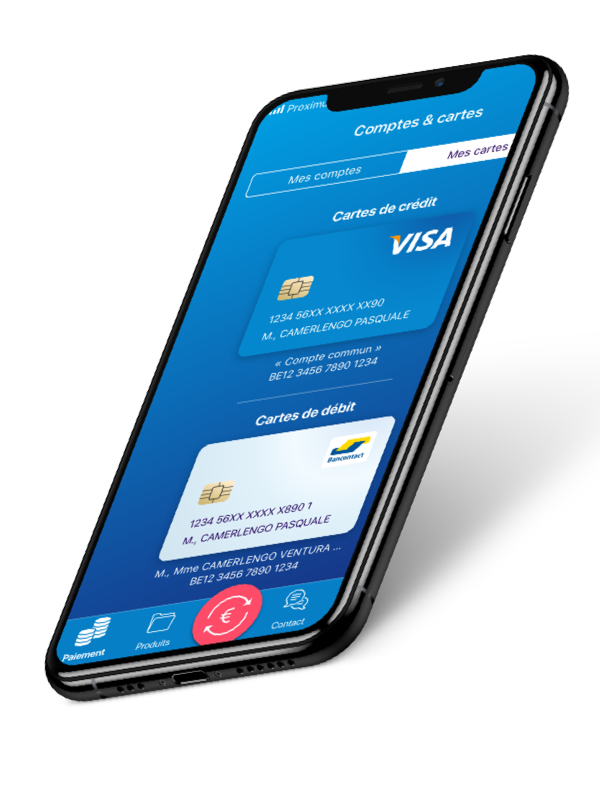 Proximu
Comptes & cartes
Mes comptes
Mes cartes
Cartes de crédit
VISA
1234 56XX XXXX XX90
M., CAMERLENGO PASQUALE
« Compte commun »
BE12 3456 7890 1234
Cartes de débit
Bancontact
1234 56XX XXXX X890 1
M., CAMERLENGO PASQUALE
M., Mme CAMERLENGO VENTURA ...
BE12 3456 7890 1234
€
Paiement
Produits
Contact